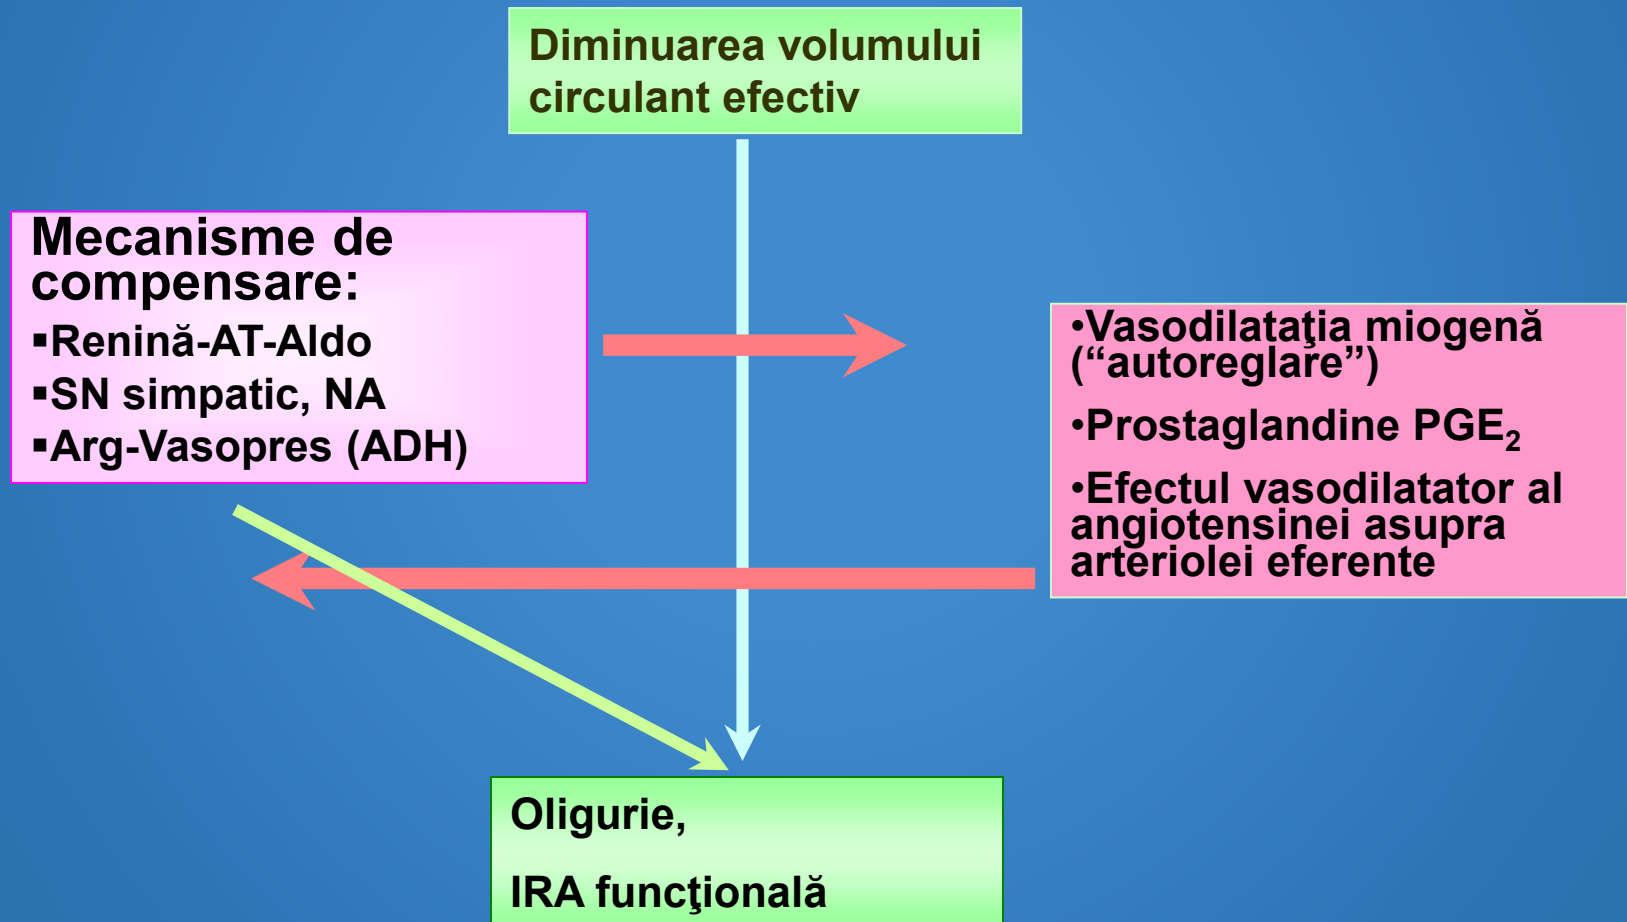 Diminuarea volumului
circulant efectiv
Mecanisme de
compensare:
▪Renină-AT-Aldo
▪SN simpatic, NA
▪Arg-Vasopres (ADH)
•Vasodilataţia miogenă
(“autoreglare”)
•Prostaglandine PGE₂
•Efectul vasodilatator al
angiotensinei asupra
arteriolei eferente
Oligurie,
IRA funcţională